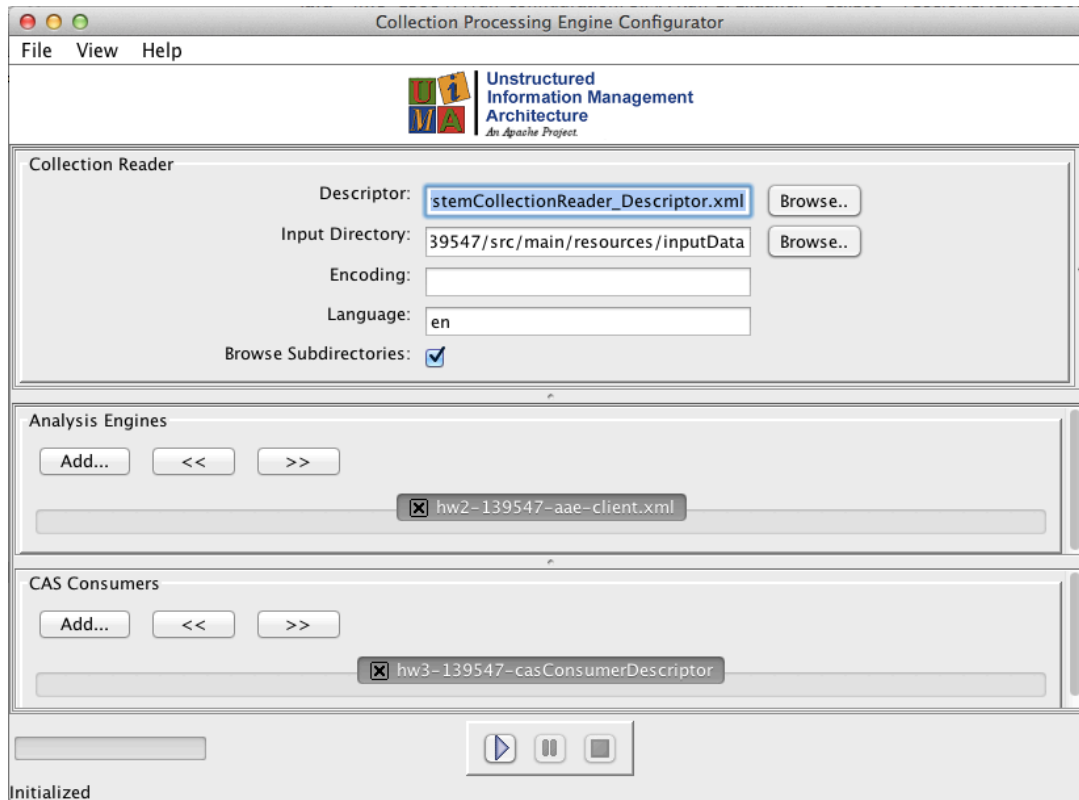 Collection Processing Engine Configurator
File View Help
UIMA
Unstructured
Information Management
Architecture
An Apache Project
Collection Reader
Descriptor: stemCollectionReader_Descriptor.xml Browse..
Input Directory: 39547/src/main/resources/inputData Browse..
Encoding:
Language: en
Browse Subdirectories:
Analysis Engines
Add... << >>
hw2-139547-aae-client.xml
CAS Consumers
Add... << >>
hw3-139547-casConsumerDescriptor
Initialized